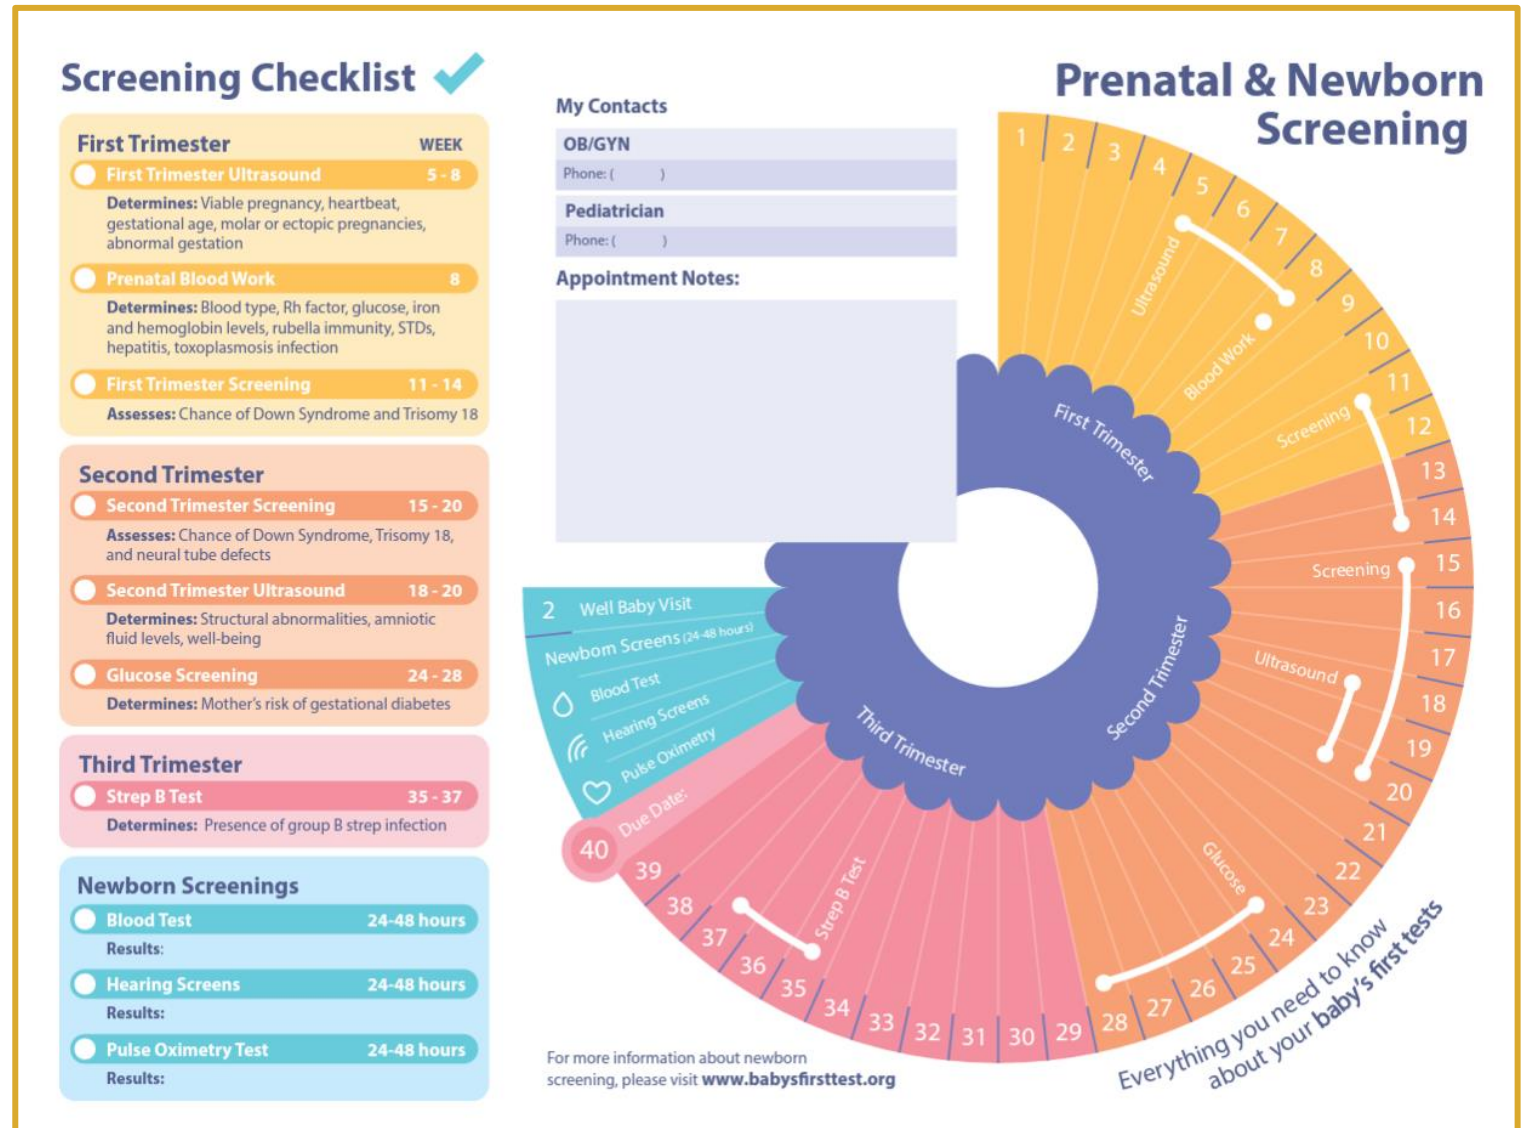 Screening Checklist
First Trimester WEEK
First Trimester Ultrasound 5 - 8
Determines: Viable pregnancy, heartbeat,
gestational age, molar or ectopic pregnancies,
abnormal gestation
Prenatal Blood Work 8
Determines: Blood type, Rh factor, glucose, iron
and hemoglobin levels, rubella immunity, STDs,
hepatitis, toxoplasmosis infection
First Trimester Screening 11 - 14
Assesses: Chance of Down Syndrome and Trisomy 18
Second Trimester
Second Trimester Screening 15 - 20
Assesses: Chance of Down Syndrome, Trisomy 18,
and neural tube defects
Second Trimester Ultrasound 18 - 20
Determines: Structural abnormalities, amniotic
fluid levels, well-being
Glucose Screening 24 - 28
Determines: Mother's risk of gestational diabetes
Third Trimester
Strep B Test 35 - 37
Determines: Presence of group B strep infection
Newborn Screenings
Blood Test 24-48 hours
Results:
Hearing Screens 24-48 hours
Results:
Pulse Oximetry Test 24-48 hours
Results:
My Contacts
OB/GYN
Phone: ( )
Pediatrician
Phone: ( )
Appointment Notes:
Prenatal & Newborn
Screening
1
2
3
4
5
6
7
8
9
10
11
12
13
14
15
16
17
18
19
20
21
22
23
24
25
26
27
28
29
30
31
32
33
34
35
36
37
38
39
40
Ultrasound
Blood Work
Screening
First Trimester
Screening
Ultrasound
Glucose
Second Trimester
Strep B Test
Third Trimester
Due Date:
Pulse Oximetry
Hearing Screens
Blood Test
Newborn Screens (24-48 hours)
2 Well Baby Visit
For more information about newborn
screening, please visit www.babysfirsttest.org
Everything you need to know
about your baby's first tests